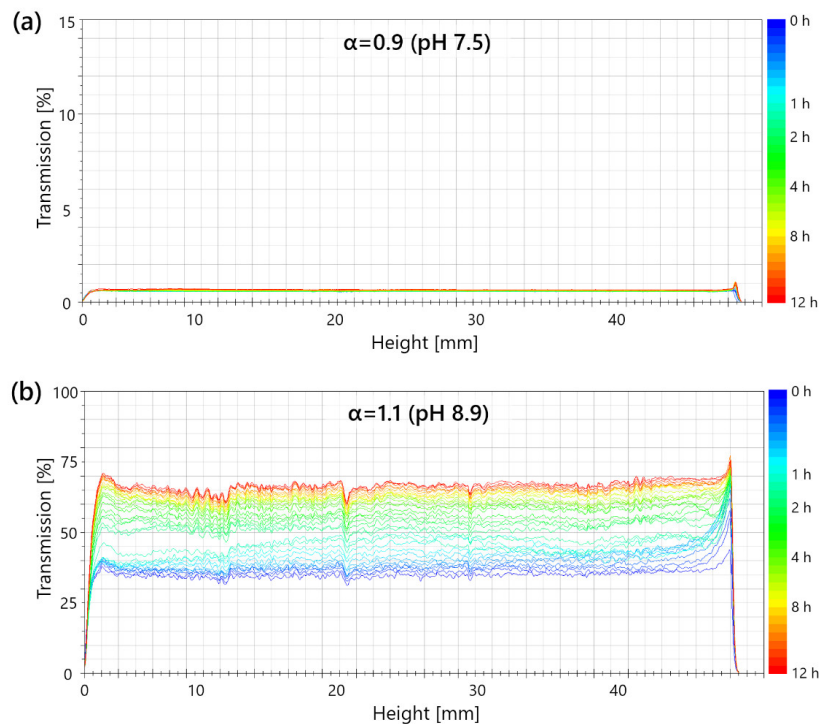 (a)
α=0.9 (pH 7.5)
Transmission [%]
15
10
5
0
0
10
20
30
40
Height [mm]
0 h
1 h
2 h
4 h
8 h
12 h
(b)
α=1.1 (pH 8.9)
Transmission [%]
100
75
50
25
0
0
10
20
30
40
Height [mm]
0 h
1 h
2 h
4 h
8 h
12 h